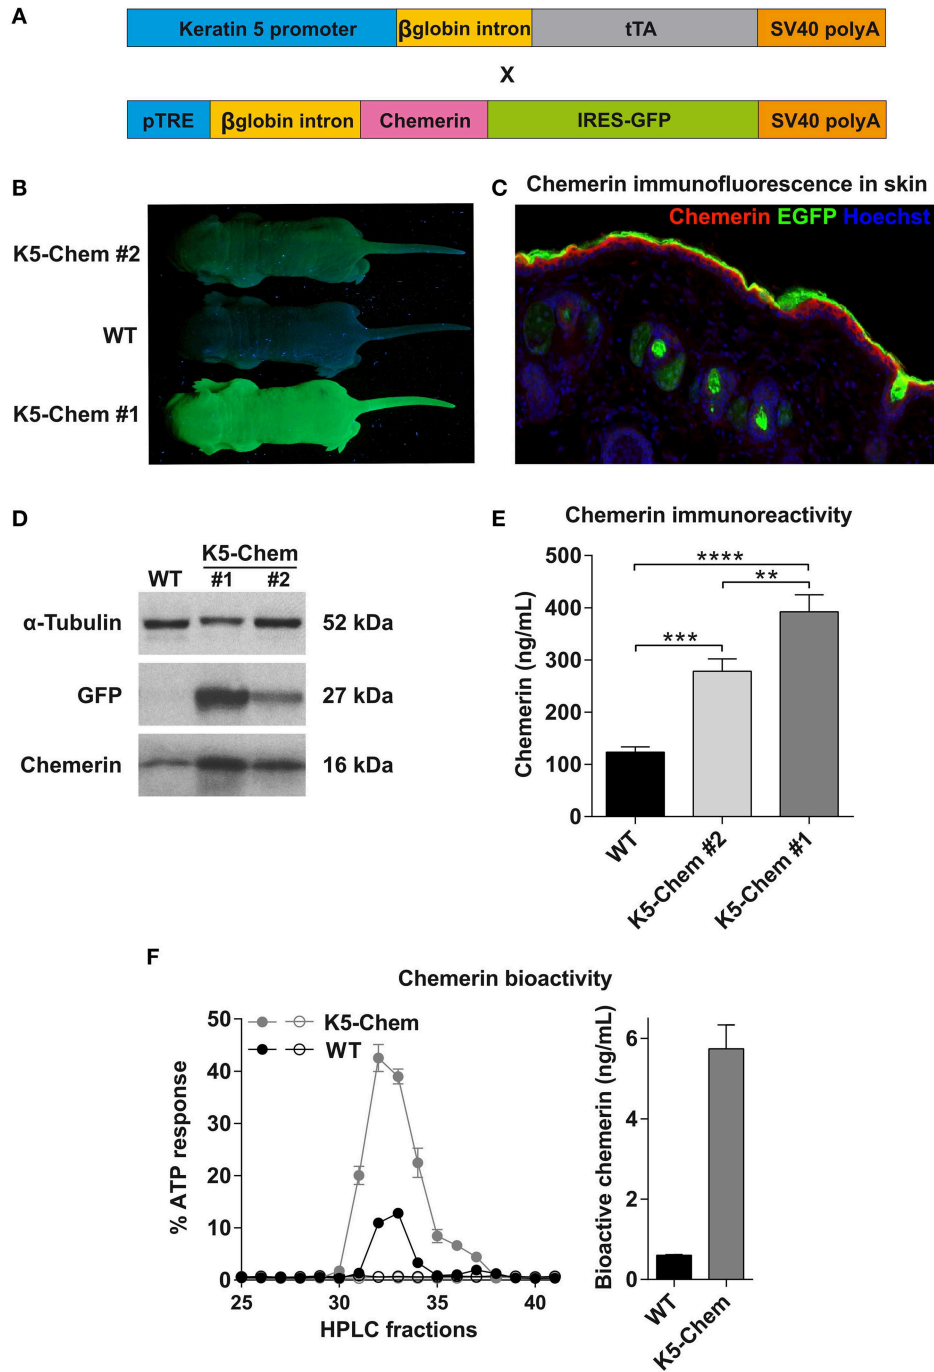 A
Keratin 5 promoter βglobin intron tTA SV40 polyA
X
pTRE βglobin intron Chemerin IRES-GFP SV40 polyA
B
K5-Chem #2
WT
K5-Chem #1
C Chemerin immunofluorescence in skin
Chemerin EGFP Hoechst
D
K5-Chem
WT #1 #2
α-Tubulin 52 kDa
GFP 27 kDa
Chemerin 16 kDa
E
Chemerin immunoreactivity
Chemerin (ng/mL)
500
400
300
200
100
0
****
**
***
WT
K5-Chem #2
K5-Chem #1
F
Chemerin bioactivity
% ATP response
50
40
30
20
10
0
K5-Chem
WT
25 30 35 40
HPLC fractions
Bioactive chemerin (ng/mL)
6
4
2
0
WT
K5-Chem